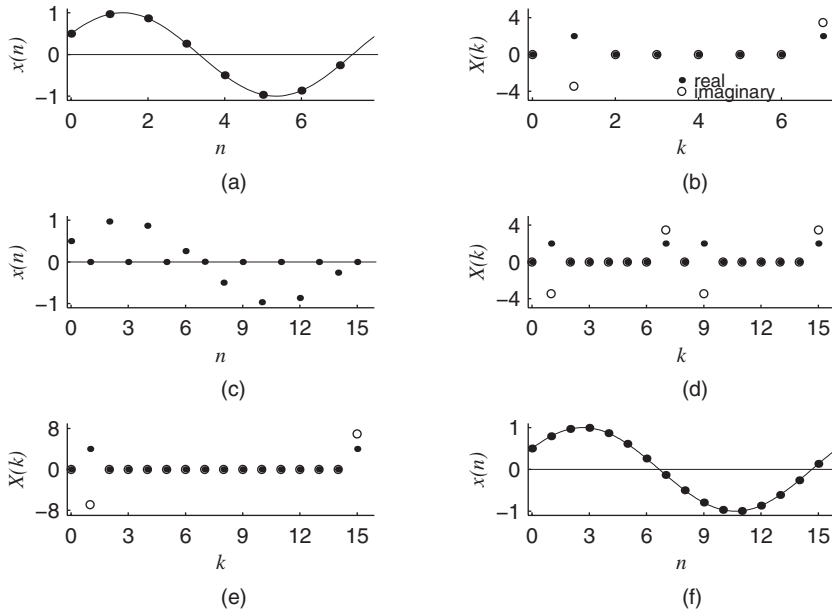 1
0
−1
x(n)
0 2 4 6
n
(a)
4
0
−4
X(k)
real
imaginary
0 2 4 6
k
(b)
1
0
−1
x(n)
0 3 6 9 12 15
n
(c)
4
0
−4
X(k)
0 3 6 9 12 15
k
(d)
8
0
−8
X(k)
0 3 6 9 12 15
k
(e)
1
0
−1
x(n)
0 3 6 9 12 15
n
(f)